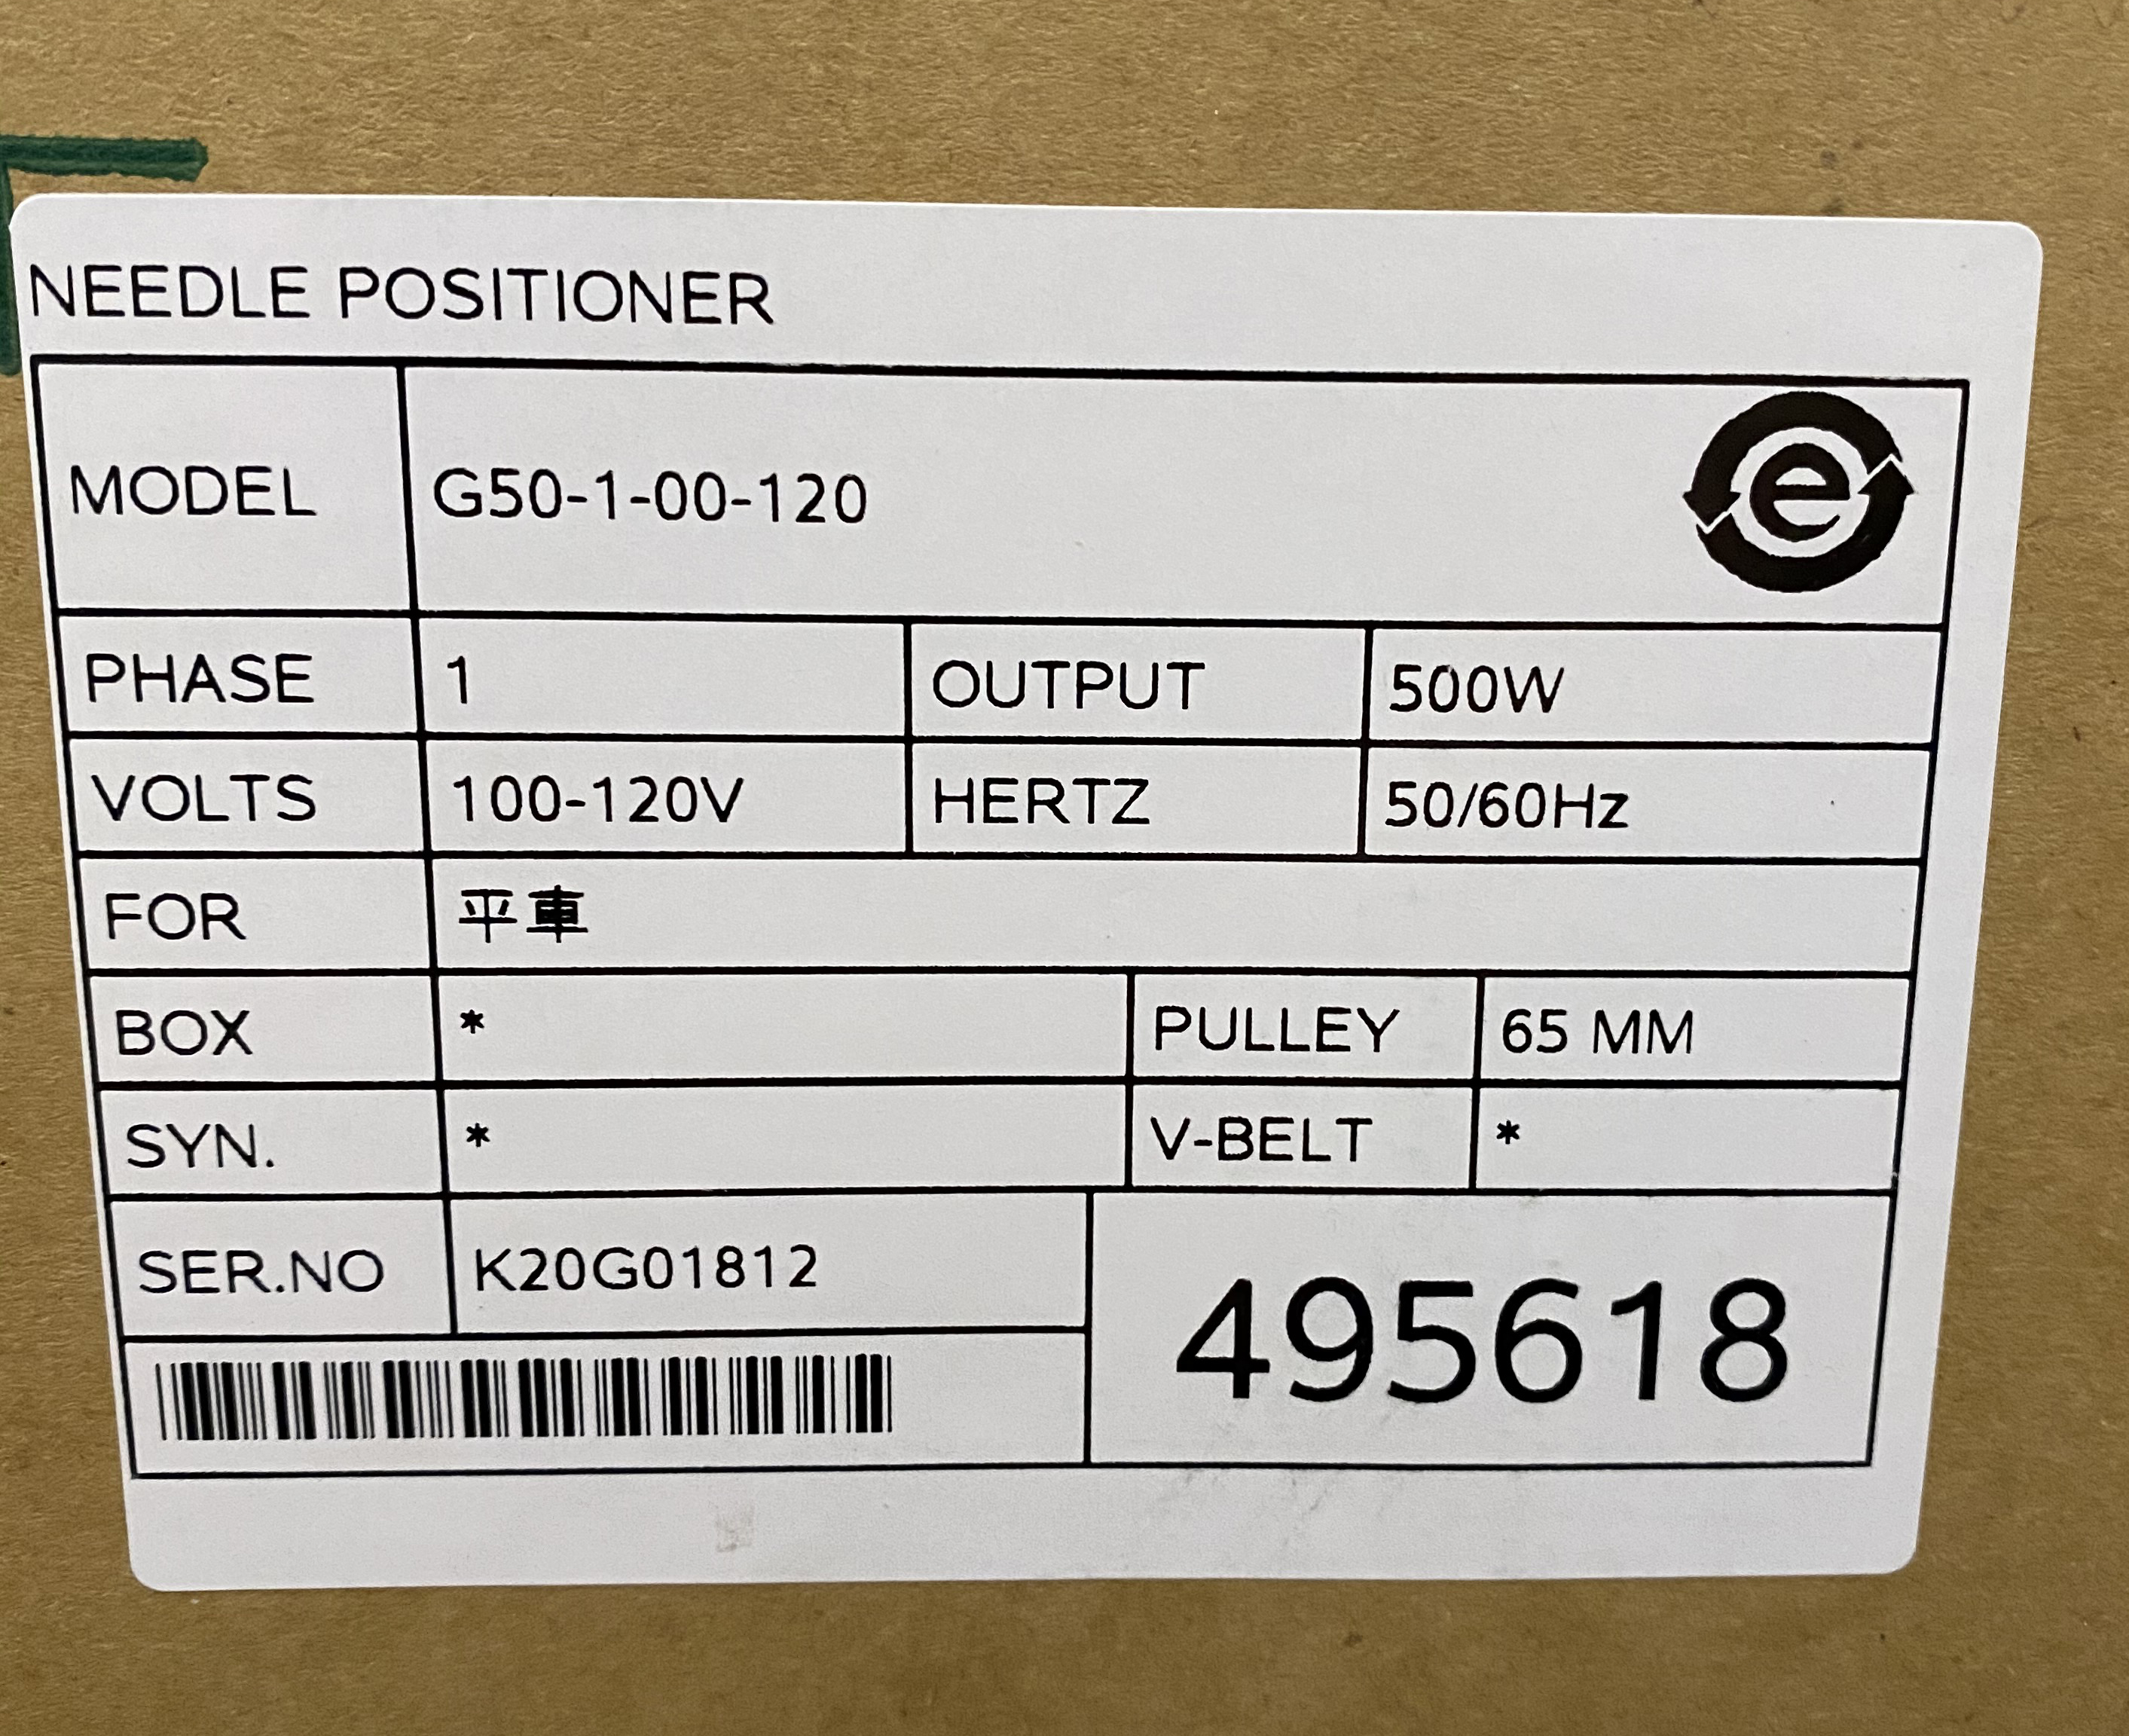 NEEDLE POSITIONER
MODEL G50-1-00-120 e
PHASE 1 OUTPUT 500W
VOLTS 100-120V HERTZ 50/60Hz
FOR 平車
BOX * PULLEY 65 MM
SYN. * V-BELT *
SER.NO K20G01812
495618